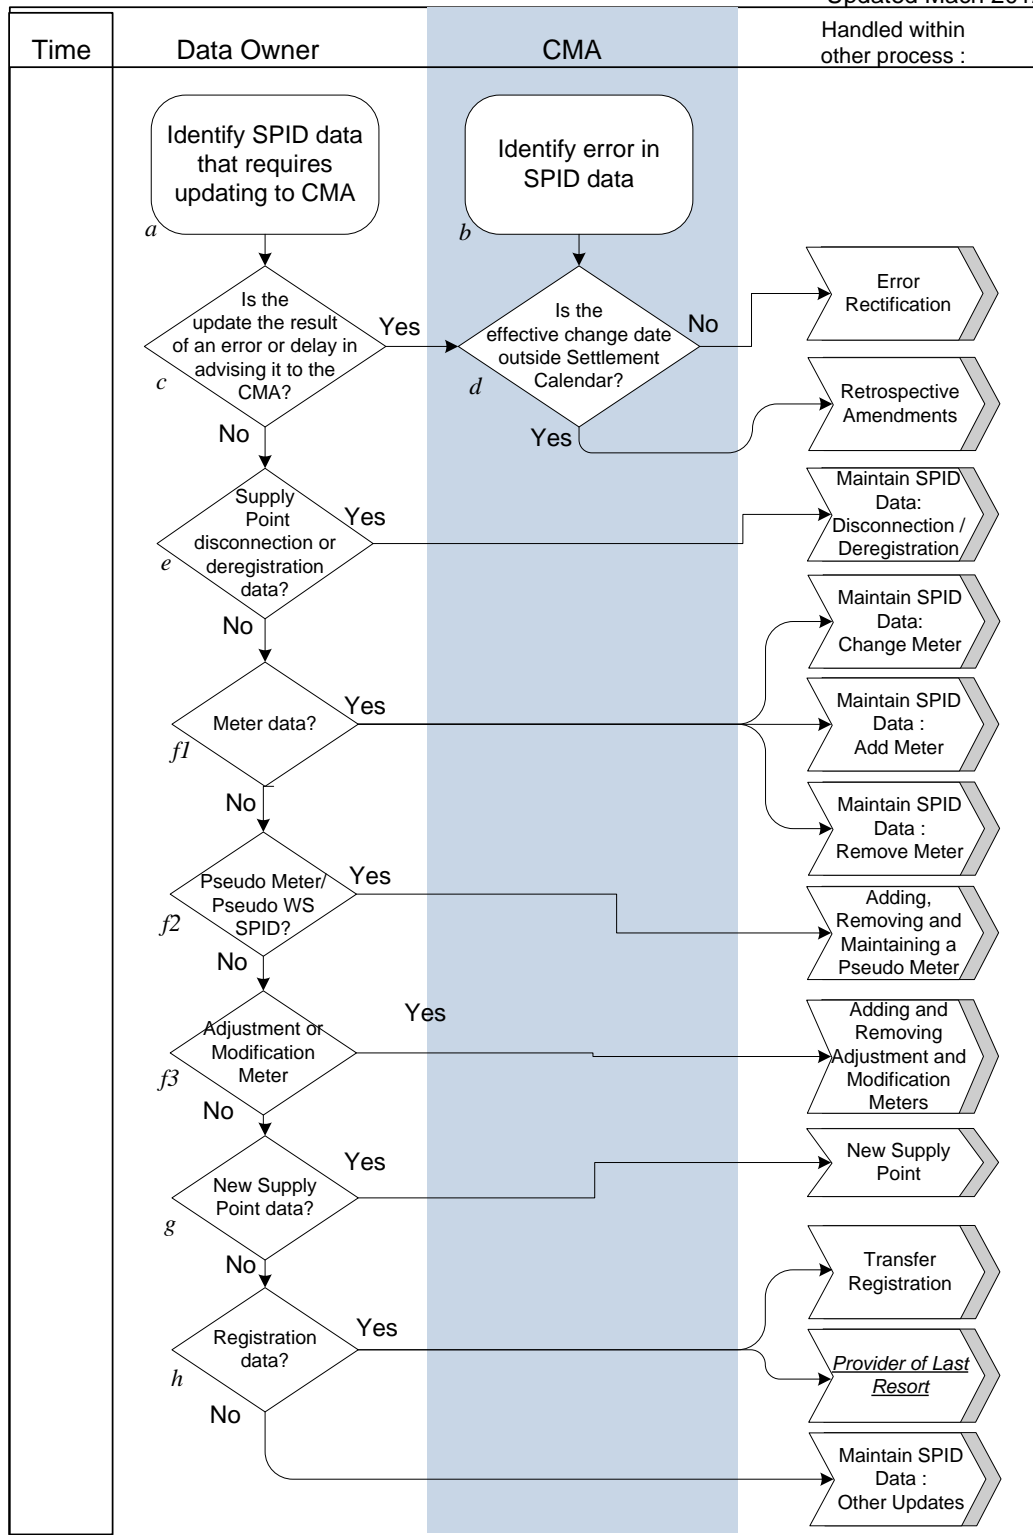 Updated Mach 201
Time
Data Owner
CMA
Handled within
other process :
Identify SPID data
that requires
updating to CMA
a
Identify error in
SPID data
b
Is the
update the result
of an error or delay in
advising it to the
CMA?
c
Yes
No
Is the
effective change date
outside Settlement
Calendar?
d
No
Yes
Error
Rectification
Retrospective
Amendments
Supply
Point
disconnection or
deregistration
data?
e
Yes
No
Maintain SPID
Data:
Disconnection /
Deregistration
Meter data?
f1
Yes
No
Maintain SPID
Data:
Change Meter
Maintain SPID
Data :
Add Meter
Maintain SPID
Data :
Remove Meter
Pseudo Meter/
Pseudo WS
SPID?
f2
Yes
No
Adding,
Removing and
Maintaining a
Pseudo Meter
Adjustment or
Modification
Meter
f3
Yes
No
Adding and
Removing
Adjustment and
Modification
Meters
New Supply
Point data?
g
Yes
No
New Supply
Point
Registration
data?
h
Yes
No
Transfer
Registration
Provider of Last
Resort
Maintain SPID
Data :
Other Updates